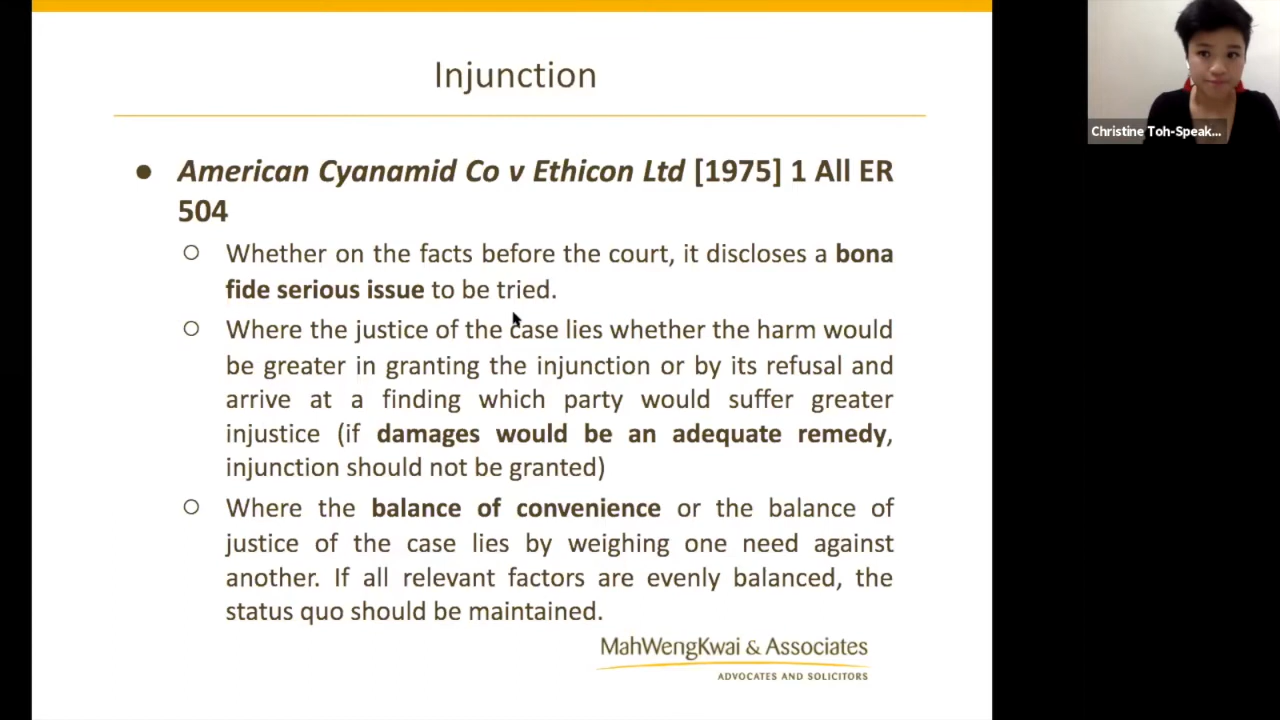 Injunction
● American Cyanamid Co v Ethicon Ltd [1975] 1 All ER
504
○ Whether on the facts before the court, it discloses a bona
fide serious issue to be tried.
○ Where the justice of the case lies whether the harm would
be greater in granting the injunction or by its refusal and
arrive at a finding which party would suffer greater
injustice (if damages would be an adequate remedy,
injunction should not be granted)
○ Where the balance of convenience or the balance of
justice of the case lies by weighing one need against
another. If all relevant factors are evenly balanced, the
status quo should be maintained.
MahWengKwai & Associates
ADVOCATES AND SOLICITORS
Christine Toh-Speak...